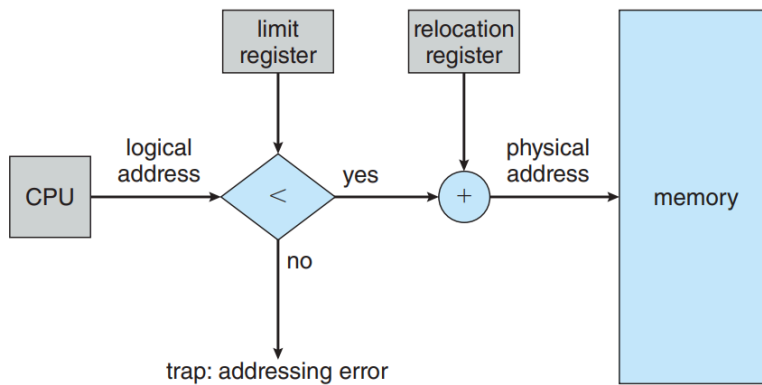 limit
register
relocation
register
logical
address
physical
address
CPU
<
yes
+
memory
no
trap: addressing error